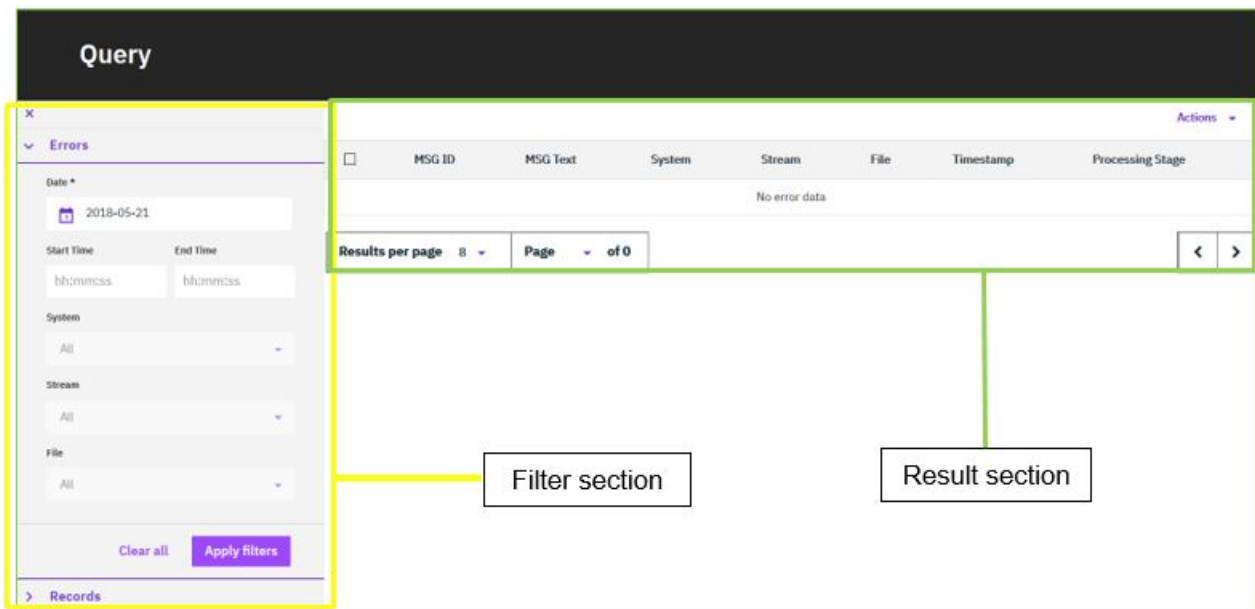 Query
×
Errors
Date *
2018-05-21
Start Time End Time
hh:mm:ss hh:mm:ss
System
All
Stream
All
File
All
Clear all Apply filters
Records
Actions
MSG ID MSG Text System Stream File Timestamp Processing Stage
No error data
Results per page 8 Page of 0
Filter section
Result section